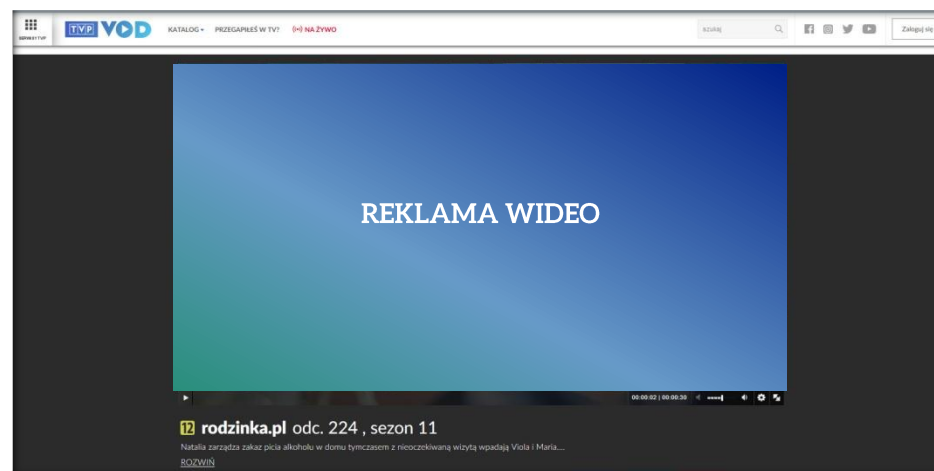 SERWISY TVP
TVP VOD
KATALOG
PRZEGAPIŁEŚ W TV?
NA ŻYWO
szukaj
Zaloguj się
REKLAMA WIDEO
00:00:02 | 00:00:30
12 rodzinka.pl odc. 224 , sezon 11
Natalia zarządza zakaz picia alkoholu w domu tymczasem z nieoczekiwaną wizytą wpadają Viola i Maria....
ROZWIŃ